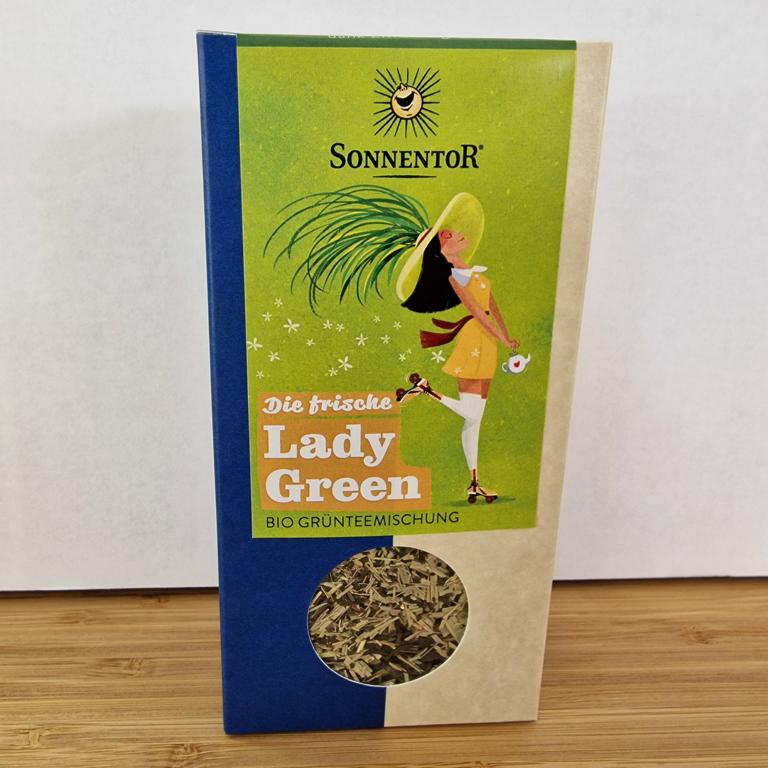 SONNENTOR®
Die frische
Lady
Green
BIO GRÜNTEEMISCHUNG